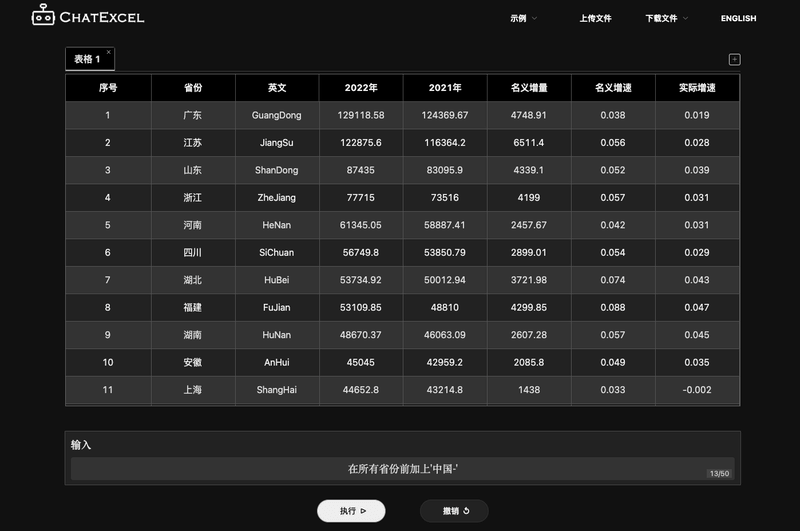 ChatExcel 示例 上传文件 下载文件 ENGLISH
表格 1 × +
序号 省份 英文 2022年 2021年 名义增量 名义增速 实际增速
1 广东 GuangDong 129118.58 124369.67 4748.91 0.038 0.019
2 江苏 JiangSu 122875.6 116364.2 6511.4 0.056 0.028
3 山东 ShanDong 87435 83095.9 4339.1 0.052 0.039
4 浙江 ZheJiang 77715 73516 4199 0.057 0.031
5 河南 HeNan 61345.05 58887.41 2457.67 0.042 0.031
6 四川 SiChuan 56749.8 53850.79 2899.01 0.054 0.029
7 湖北 HuBei 53734.92 50012.94 3721.98 0.074 0.043
8 福建 FuJian 53109.85 48810 4299.85 0.088 0.047
9 湖南 HuNan 48670.37 46063.09 2607.28 0.057 0.045
10 安徽 AnHui 45045 42959.2 2085.8 0.049 0.035
11 上海 ShangHai 44652.8 43214.8 1438 0.033 -0.002
输入
在所有省份前加上'中国-'
13/50
执行 撤销